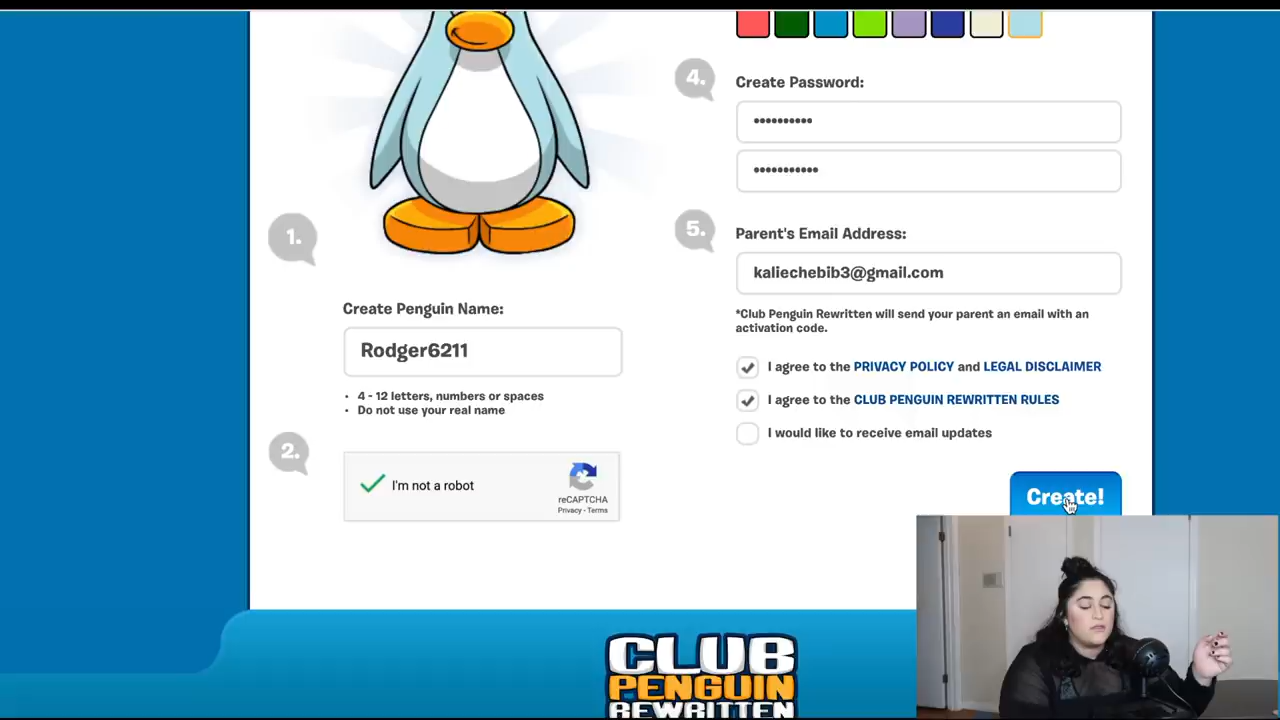 4.
Create Password:
••••••••••
•••••••••••
5.
Parent's Email Address:
kaliechebib3@gmail.com
*Club Penguin Rewritten will send your parent an email with an
activation code.
I agree to the PRIVACY POLICY and LEGAL DISCLAIMER
I agree to the CLUB PENGUIN REWRITTEN RULES
I would like to receive email updates
Create!
1.
Create Penguin Name:
Rodger6211
• 4 - 12 letters, numbers or spaces
• Do not use your real name
2.
I'm not a robot
reCAPTCHA
Privacy - Terms
CLUB
PENGUIN
REWRITTEN